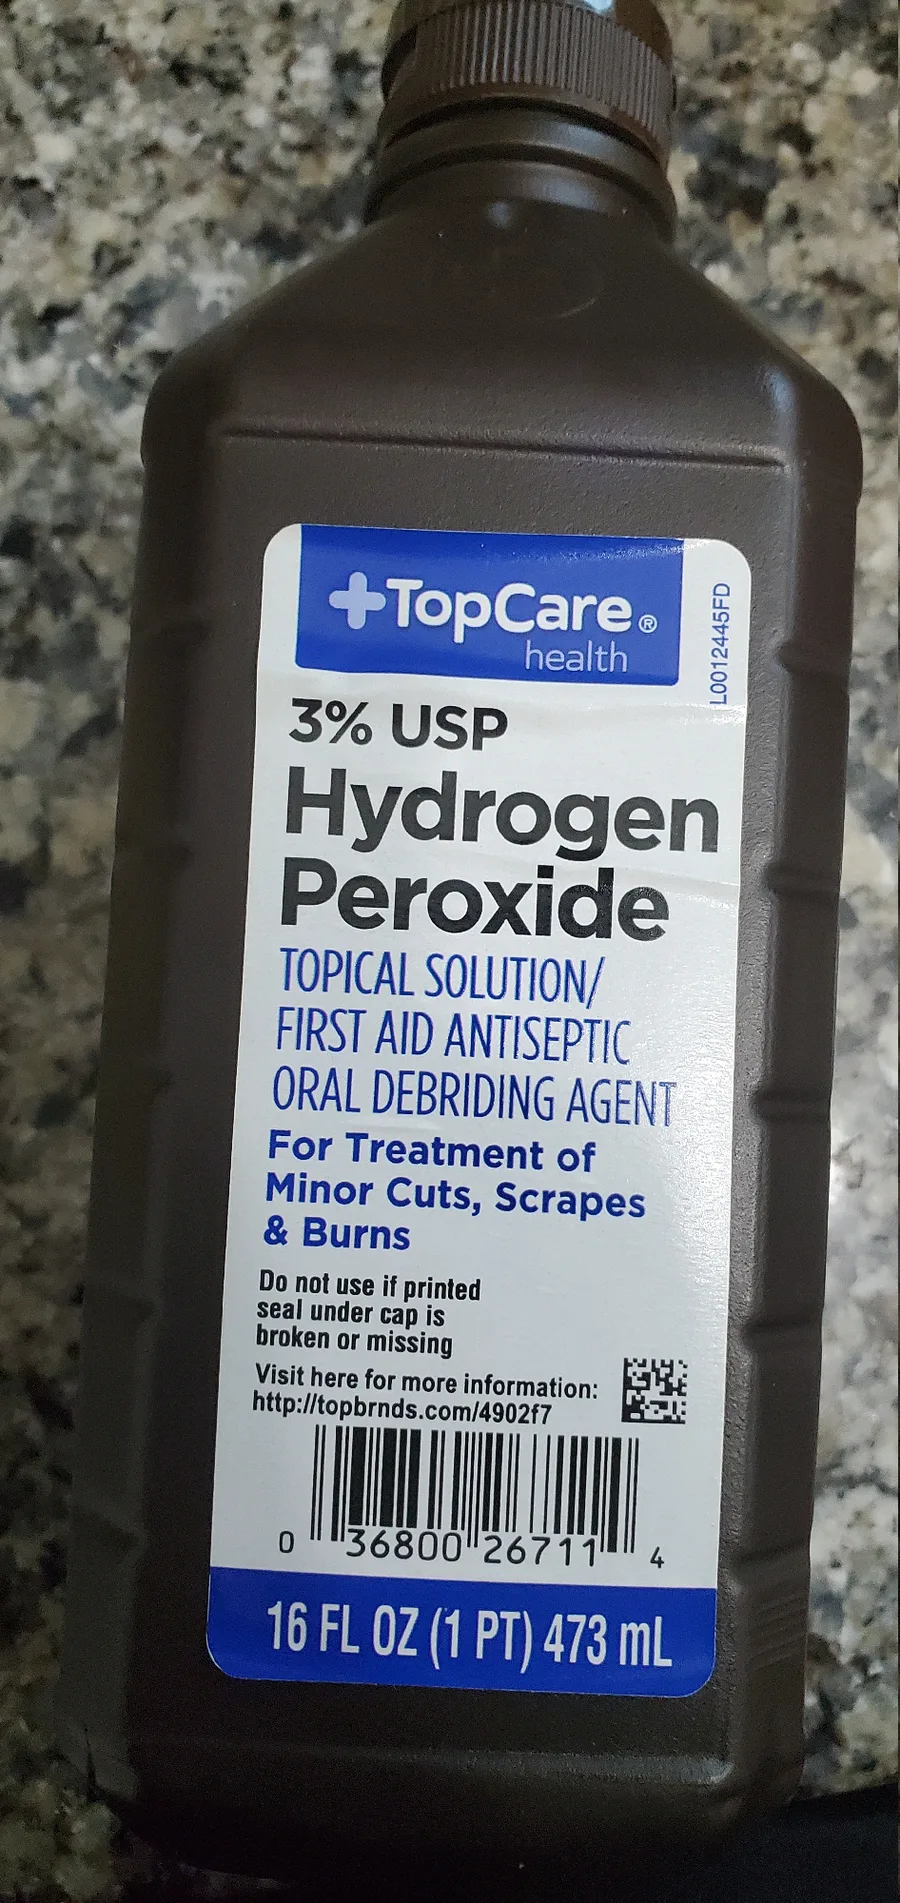 TopCare®
health
L0012445FD
3% USP
Hydrogen
Peroxide
TOPICAL SOLUTION/
FIRST AID ANTISEPTIC
ORAL DEBRIDING AGENT
For Treatment of
Minor Cuts, Scrapes
& Burns
Do not use if printed
seal under cap is
broken or missing
Visit here for more information:
http://topbrnds.com/4902f7
0 36800 26711 4
16 FL OZ (1 PT) 473 mL